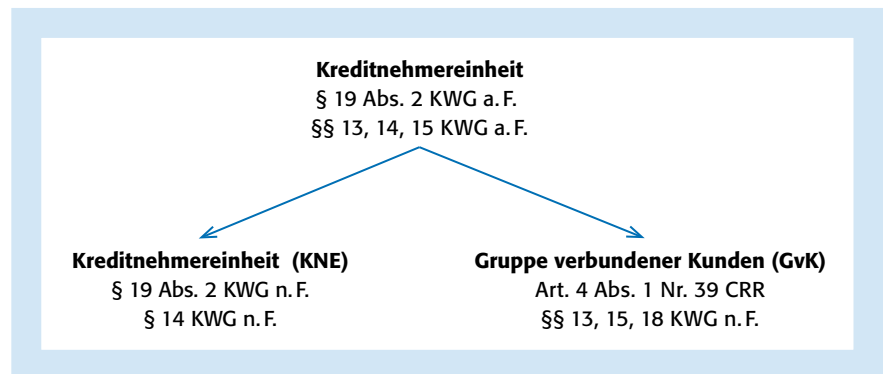 Kreditnehmereinheit
§ 19 Abs. 2 KWG a. F.
§§ 13, 14, 15 KWG a. F.
Kreditnehmereinheit (KNE)
§ 19 Abs. 2 KWG n. F.
§ 14 KWG n. F.
Gruppe verbundener Kunden (GvK)
Art. 4 Abs. 1 Nr. 39 CRR
§§ 13, 15, 18 KWG n. F.